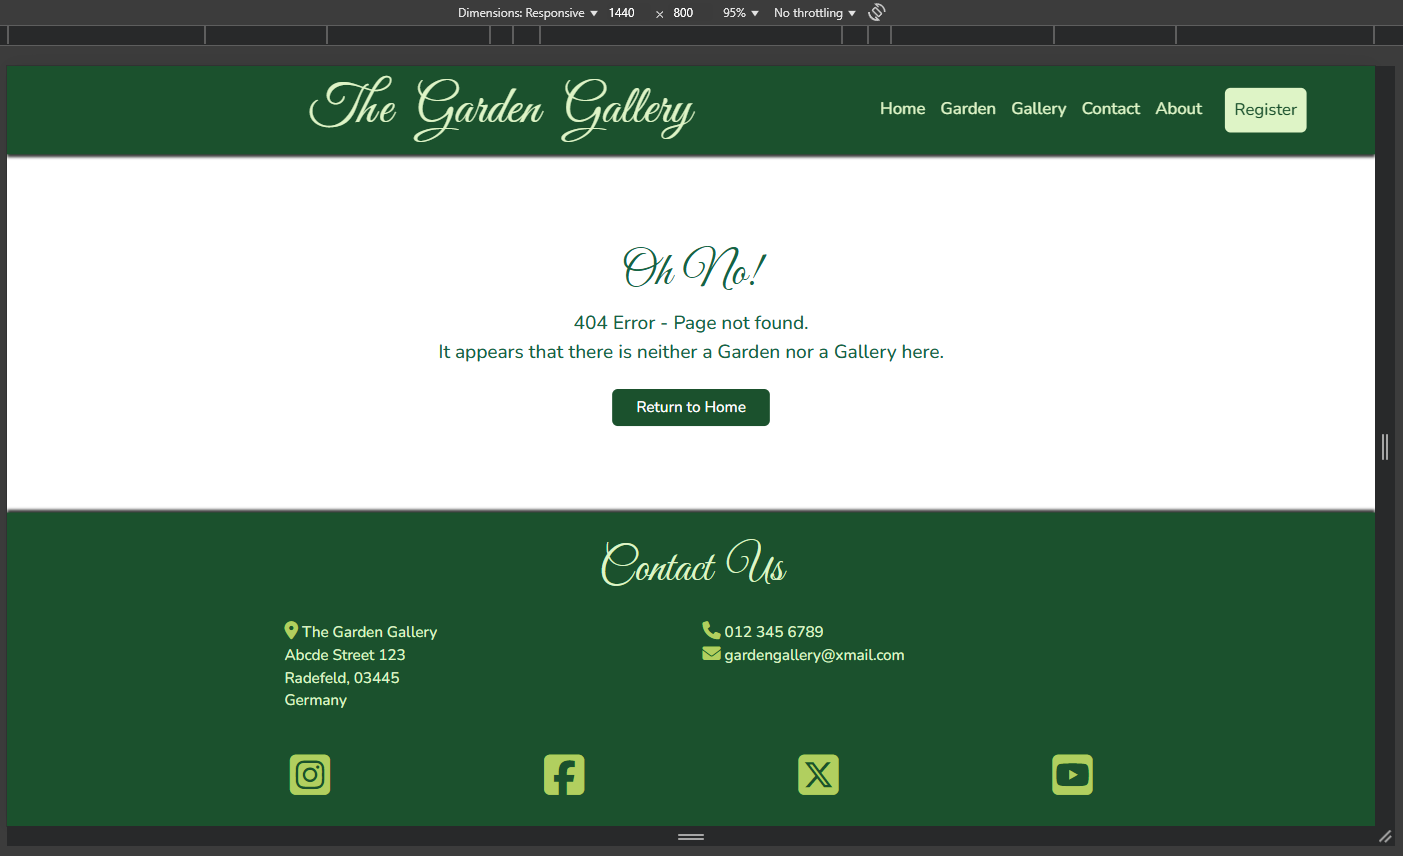 Dimensions: Responsive 1440 × 800 95% No throttling
The Garden Gallery Home Garden Gallery Contact About Register
Oh No!
404 Error - Page not found.
It appears that there is neither a Garden nor a Gallery here.
Return to Home
Contact Us
The Garden Gallery
Abcde Street 123
Radefeld, 03445
Germany
012 345 6789
gardengallery@xmail.com